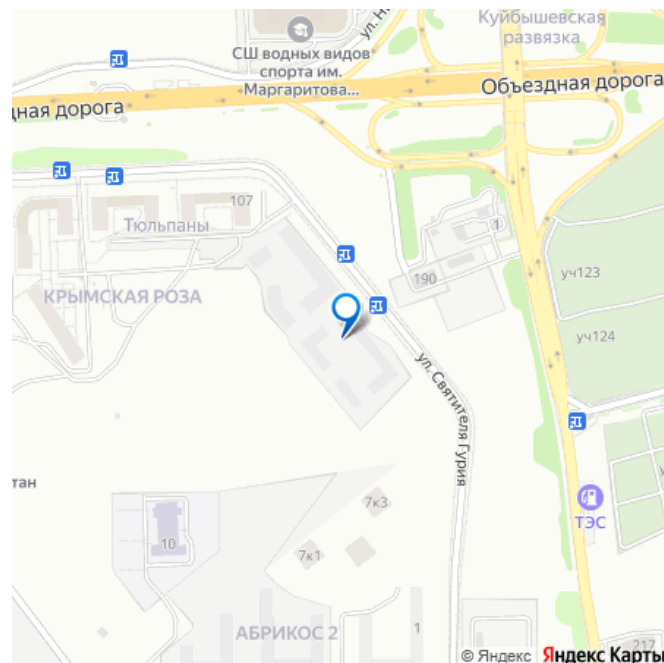 Куйбышевская
развязка
СШ водных видов
спорта им.
Маргаритова...
Объездная дорога
дная дорога
107
Тюльпаны
1
190
уч123
КРЫМСКАЯ РОЗА
уч124
ул. Святителя Гурия
тан
7к3
ТЭС
10
7к1
1
АБРИКОС 2
217
© Яндекс Яндекс Карты